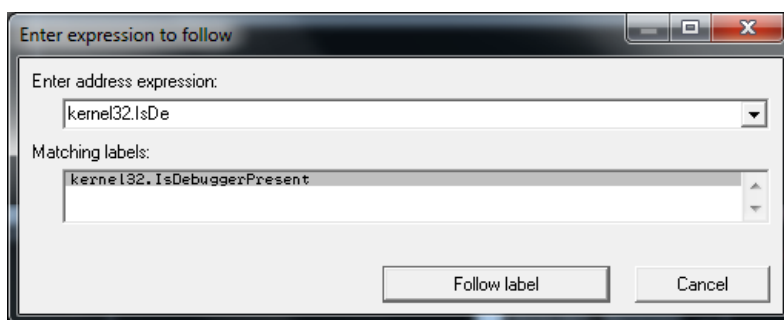 Enter expression to follow
Enter address expression:
kernel32.IsDe
Matching labels:
kernel32.IsDebuggerPresent
Follow label
Cancel